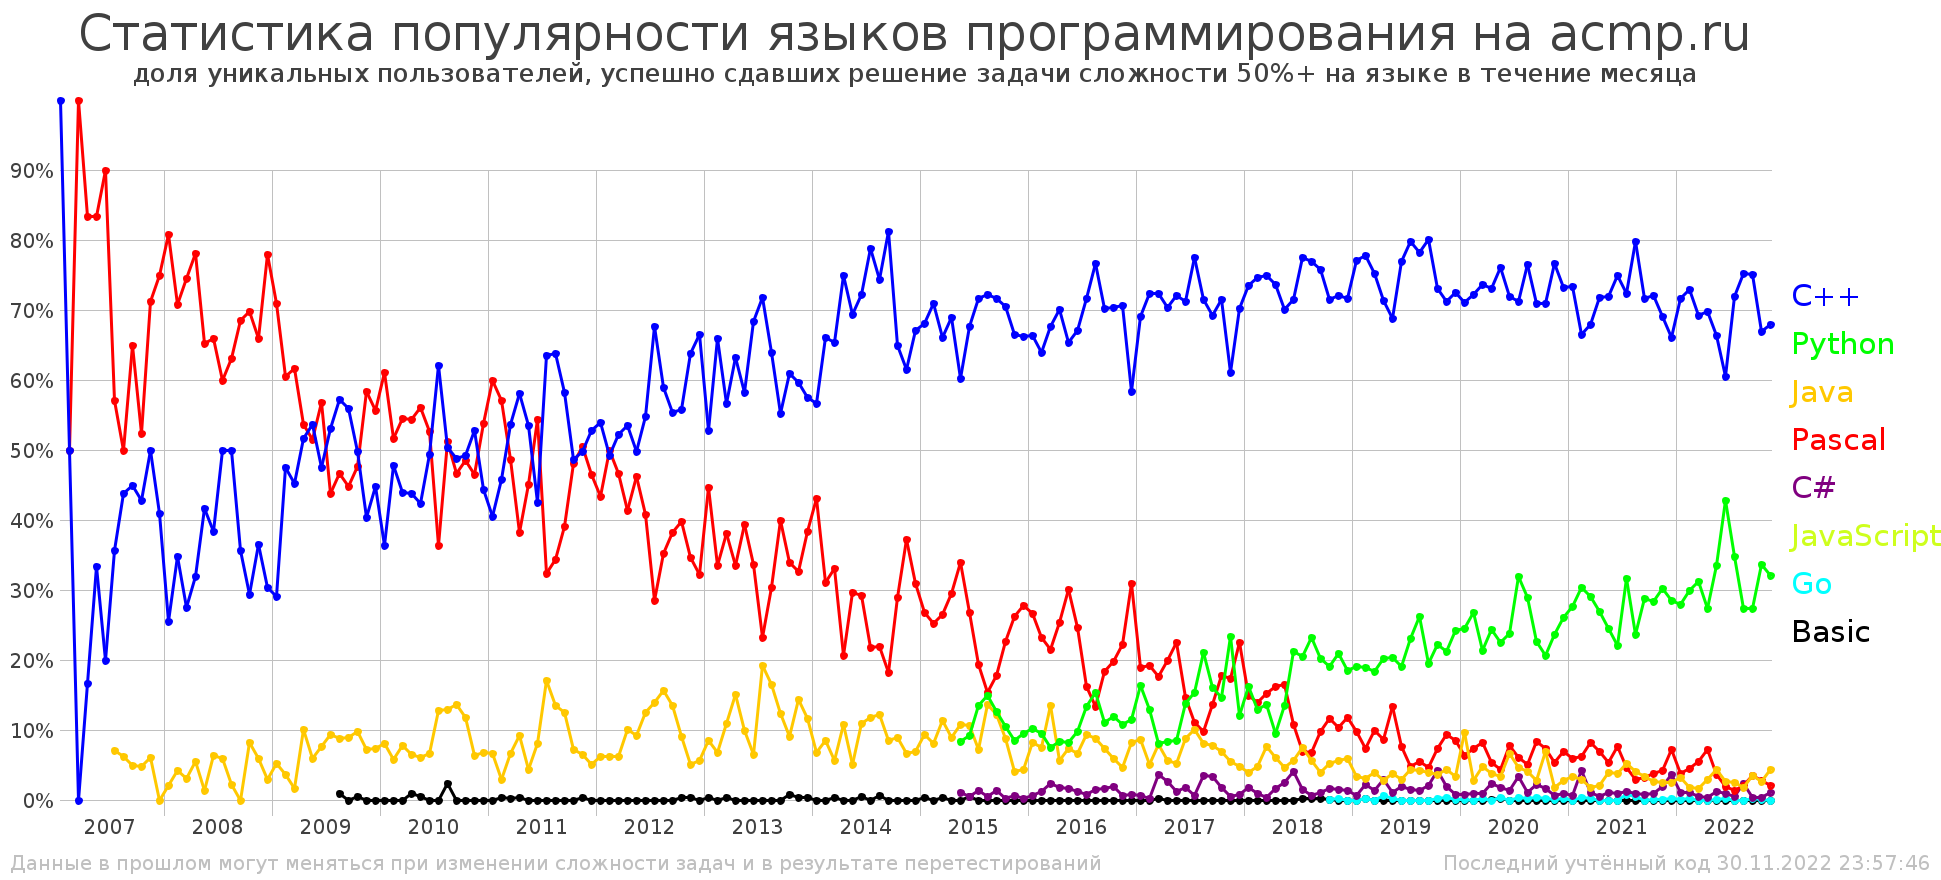 Статистика популярности языков программирования на acmp.ru
доля уникальных пользователей, успешно сдавших решение задачи сложности 50%+ на языке в течение месяца
90%
80%
70%
60%
50%
40%
30%
20%
10%
0%
2007 2008 2009 2010 2011 2012 2013 2014 2015 2016 2017 2018 2019 2020 2021 2022
C++
Python
Java
Pascal
C#
JavaScript
Go
Basic
Данные в прошлом могут меняться при изменении сложности задач и в результате перетестирований
Последний учтённый код 30.11.2022 23:57:46